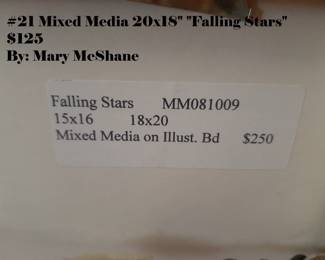 #21 Mixed Media 20x18" "Falling Stars"
$125
By: Mary McShane
Falling Stars MM081009
15x16 18x20
Mixed Media on Illust. Bd $250